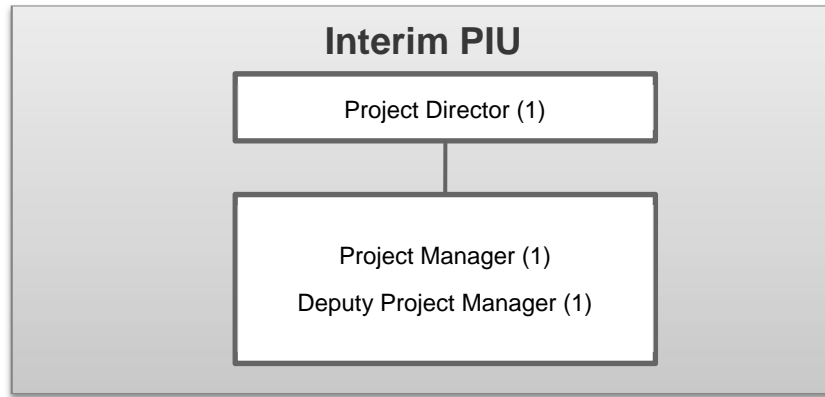 Interim PIU
Project Director (1)
Project Manager (1)
Deputy Project Manager (1)